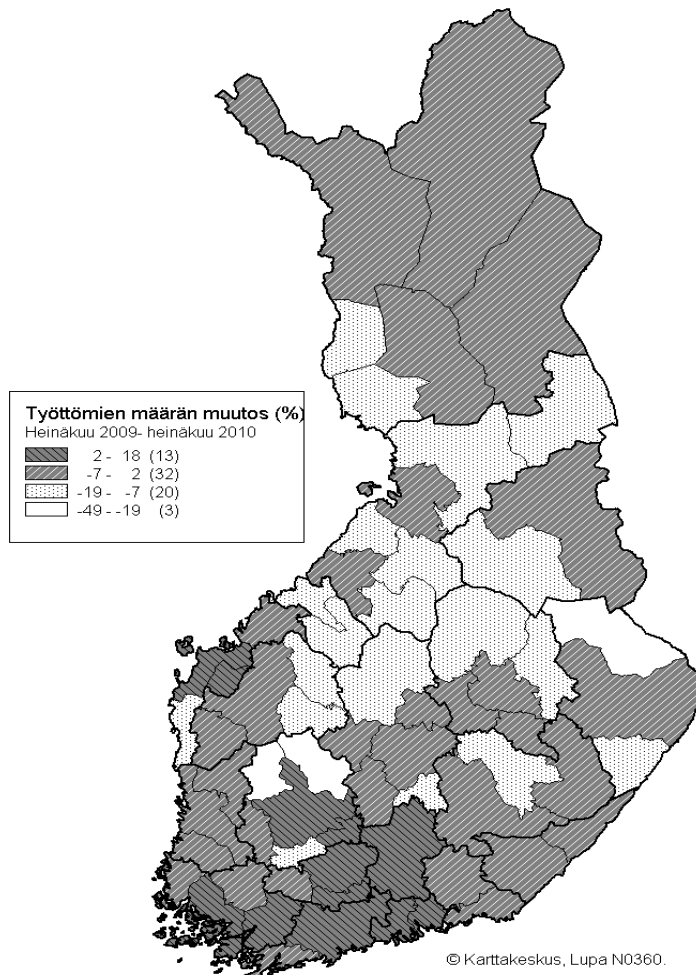 Työttömien määrän muutos (%)
Heinäkuu 2009- heinäkuu 2010
2 - 18 (13)
-7 - 2 (32)
-19 - -7 (20)
-49 - -19 (3)
© Karttakeskus, Lupa N0360.